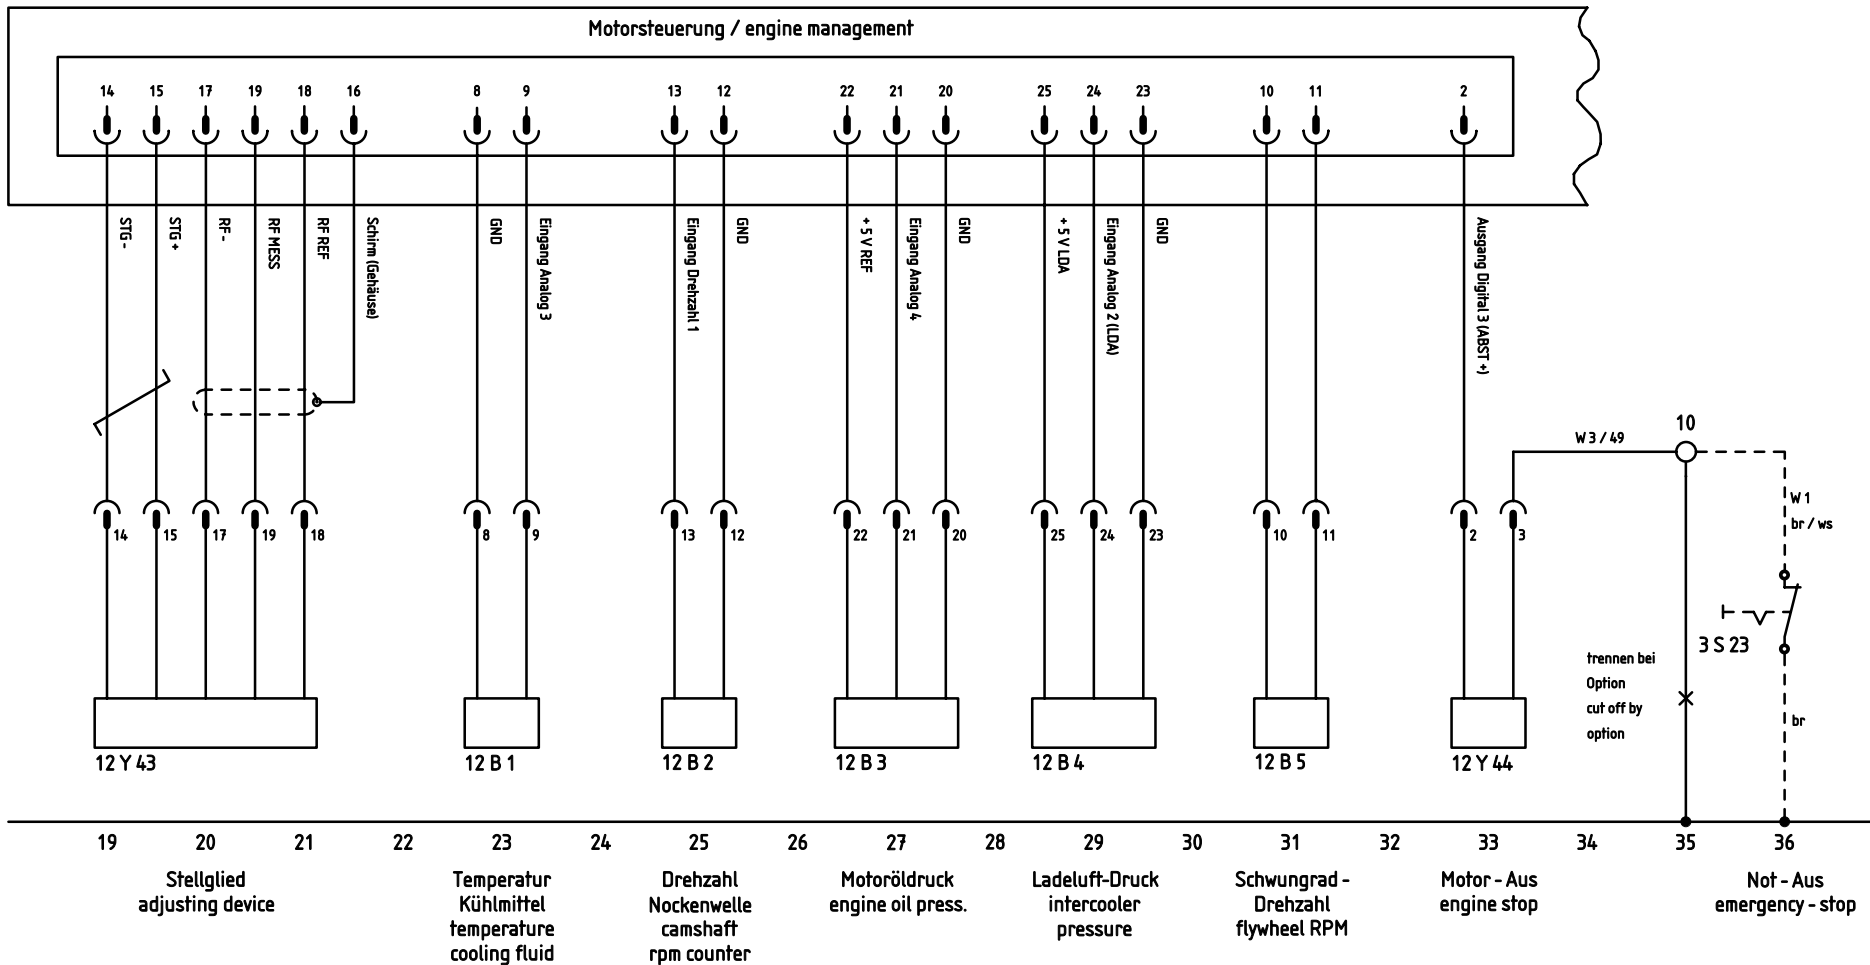 Motorsteuerung / engine management
14 15 17 19 18 16 8 9 13 12 22 21 20 25 24 23 10 11 2
STG -
STG +
RF -
RF MESS
RF REF
Schirm (Gehäuse)
GND
Eingang Analog 3
Eingang Drehzahl 1
GND
+ 5 V REF
Eingang Analog 4
GND
+ 5 V LDA
Eingang Analog 2 (LDA)
GND
Ausgang Digital 3 (ABST +)
10
W 3 / 49
W 1
br / ws
14 15 17 19 18 8 9 13 12 22 21 20 25 24 23 10 11 2 3
3 S 23
trennen bei
Option
cut off by
option
br
12 Y 43
12 B 1
12 B 2
12 B 3
12 B 4
12 B 5
12 Y 44
19 20 21 22 23 24 25 26 27 28 29 30 31 32 33 34 35 36
Stellglied
adjusting device
Temperatur
Kühlmittel
temperature
cooling fluid
Drehzahl
Nockenwelle
camshaft
rpm counter
Motoröldruck
engine oil press.
Ladeluft-Druck
intercooler
pressure
Schwungrad -
Drehzahl
flywheel RPM
Motor - Aus
engine stop
Not - Aus
emergency - stop